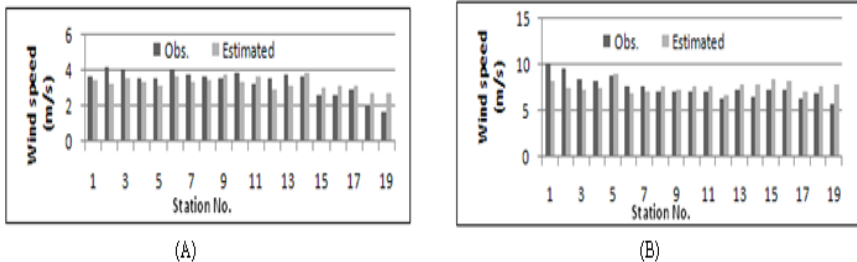 6
4
2
0
Wind speed
(m/s)
Obs. Estimated
1 3 5 7 9 11 13 15 17 19
Station No.
(A)
15
10
5
0
Wind speed
(m/s)
Obs. Estimated
1 3 5 7 9 11 13 15 17 19
Station No.
(B)